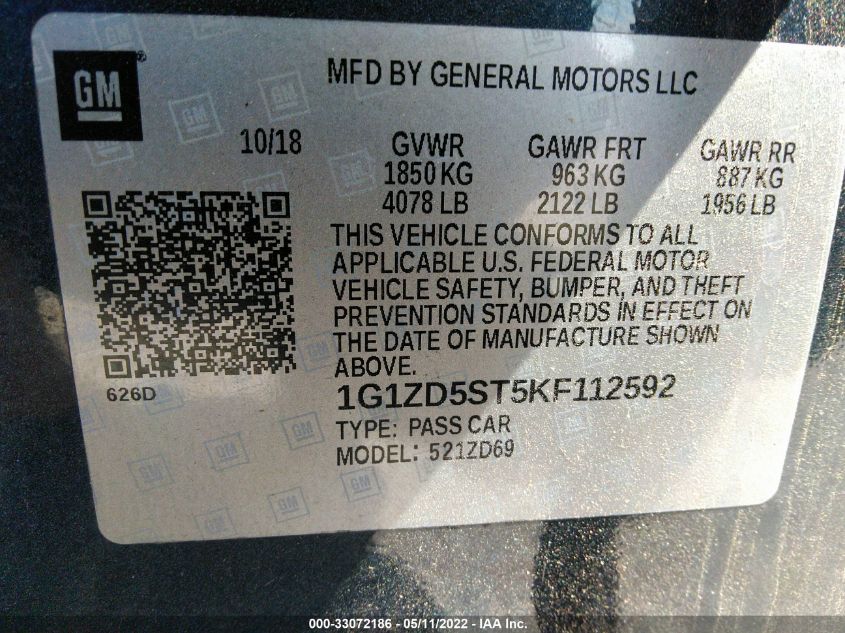 GM
MFD BY GENERAL MOTORS LLC
10/18 GVWR GAWR FRT GAWR RR
1850 KG 963 KG 887 KG
4078 LB 2122 LB 1956 LB
THIS VEHICLE CONFORMS TO ALL
APPLICABLE U.S. FEDERAL MOTOR
VEHICLE SAFETY, BUMPER, AND THEFT
PREVENTION STANDARDS IN EFFECT ON
THE DATE OF MANUFACTURE SHOWN
ABOVE.
626D
1G1ZD5ST5KF112592
TYPE: PASS CAR
MODEL: 521ZD69
000-33072186 - 05/11/2022 - IAA Inc.